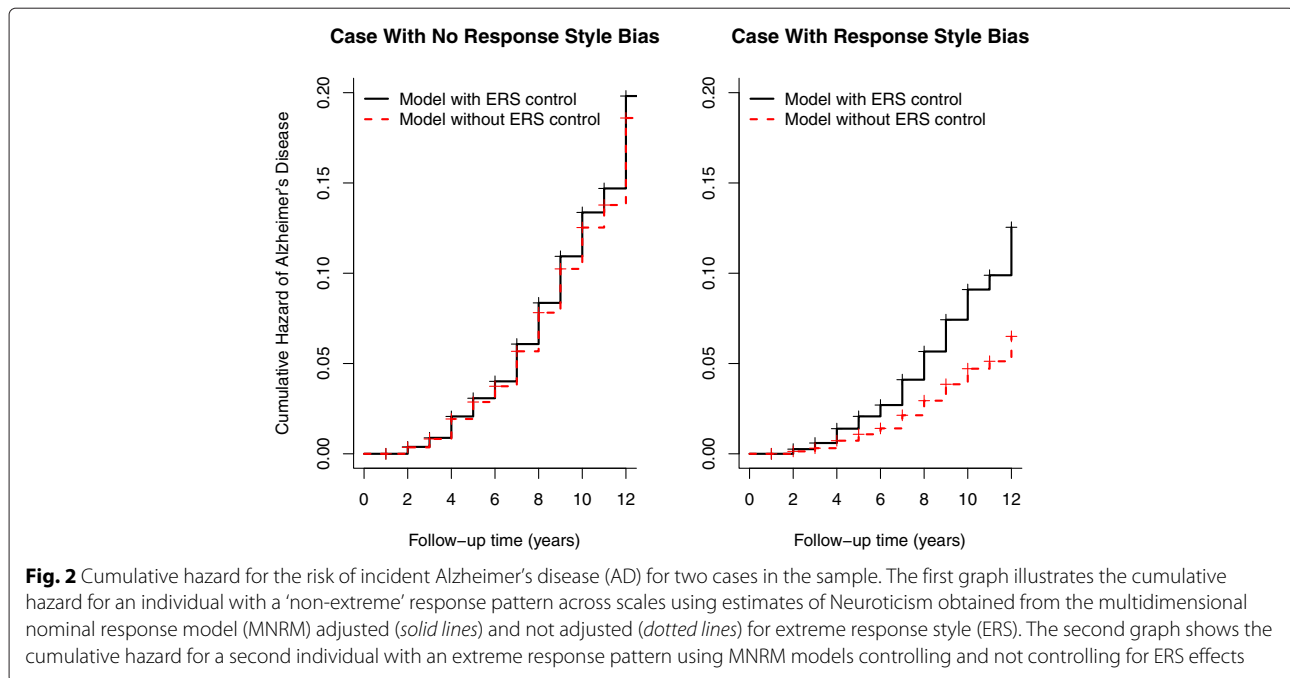 Case With No Response Style Bias
Model with ERS control
Model without ERS control
Cumulative Hazard of Alzheimer's Disease
0.20
0.15
0.10
0.05
0.00
0 2 4 6 8 10 12
Follow−up time (years)
Case With Response Style Bias
Model with ERS control
Model without ERS control
0.20
0.15
0.10
0.05
0.00
0 2 4 6 8 10 12
Follow−up time (years)
Fig. 2 Cumulative hazard for the risk of incident Alzheimer's disease (AD) for two cases in the sample. The first graph illustrates the cumulative
hazard for an individual with a 'non-extreme' response pattern across scales using estimates of Neuroticism obtained from the multidimensional
nominal response model (MNRM) adjusted (solid lines) and not adjusted (dotted lines) for extreme response style (ERS). The second graph shows the
cumulative hazard for a second individual with an extreme response pattern using MNRM models controlling and not controlling for ERS effects